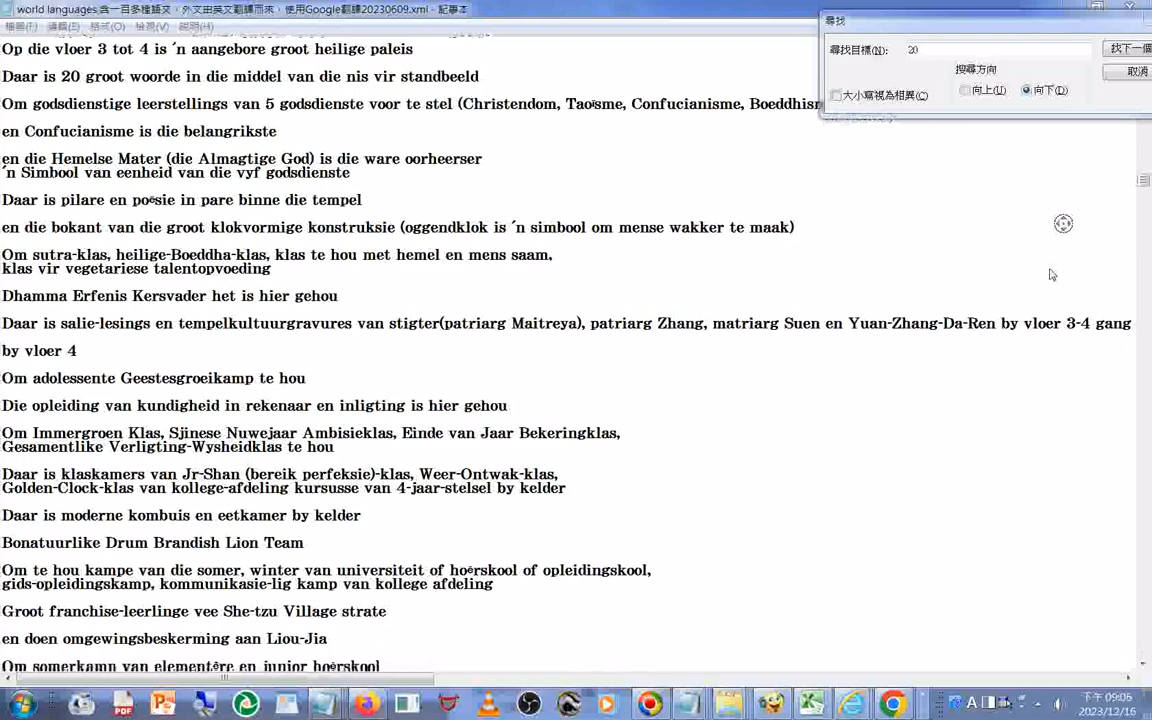 world languages 含一百多種語文，外文由英文翻譯而來，使用Google翻譯20230609.xml - 記事本
檔案(F) 編輯(E) 格式(O) 檢視(V) 說明(H)
尋找
尋找目標(N): 20
找下一個
搜尋方向
取消
大小寫視為相異(C)
向上(U) 向下(D)
Op die vloer 3 tot 4 is 'n aangebore groot heilige paleis
Daar is 20 groot woorde in die middel van die nis vir standbeeld
Om godsdienstige leerstellings van 5 godsdienste voor te stel (Christendom, Taoësme, Confucianisme, Boeddhism
en Confucianisme is die belangrikste
en die Hemelse Mater (die Almagtige God) is die ware oorheerser
'n Simbool van eenheid van die vyf godsdienste
Daar is pilare en poësie in pare binne die tempel
en die bokant van die groot klokvormige konstruksie (oggendklok is 'n simbool om mense wakker te maak)
Om sutra-klas, heilige-Boeddha-klas, klas te hou met hemel en mens saam,
klas vir vegetariese talentopvoeding
Dhamma Erfenis Kersvader het is hier gehou
Daar is salie-lesings en tempelkultuurgravures van stigter(patriarg Maitreya), patriarg Zhang, matriarg Suen en Yuan-Zhang-Da-Ren by vloer 3-4 gang
by vloer 4
Om adolessente Geestesgroeikamp te hou
Die opleiding van kundigheid in rekenaar en inligting is hier gehou
Om Immergroen Klas, Sjinese Nuwejaar Ambisieklas, Einde van Jaar Bekeringklas,
Gesamentlike Verligting-Wysheidklas te hou
Daar is klaskamers van Jr-Shan (bereik perfeksie)-klas, Weer-Ontwak-klas,
Golden-Clock-klas van kollege-afdeling kursusse van 4-jaar-stelsel by kelder
Daar is moderne kombuis en eetkamer by kelder
Bonatuurlike Drum Brandish Lion Team
Om te hou kampe van die somer, winter van universiteit of hoërskool of opleidingskool,
gids-opleidingskamp, kommunikasie-lig kamp van kollege afdeling
Groot franchise-leerlinge vee She-tzu Village strate
en doen omgewingsbeskerming aan Liou-Jia
Om somerkamp van elementêre en junior hoërskool
下午 09:05
2023/12/16